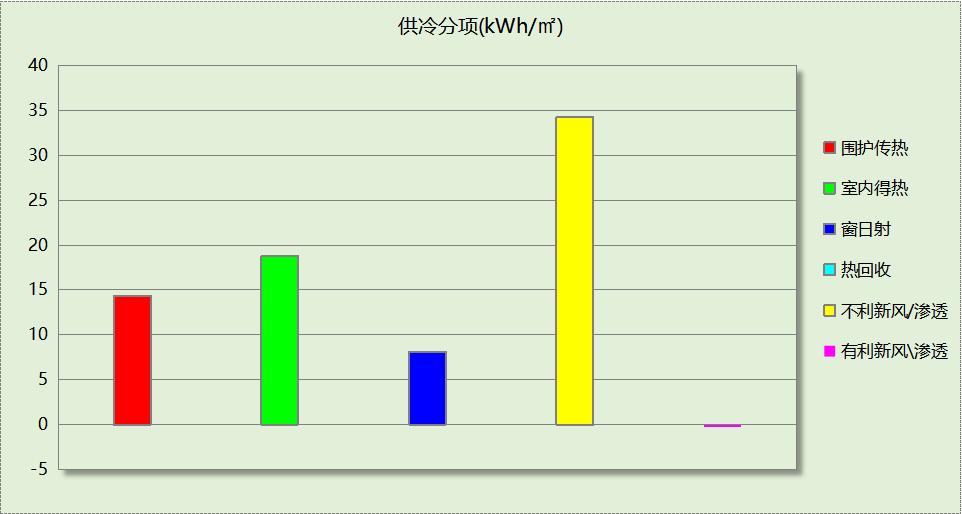 供冷分项(kWh/㎡)
40
35
30
25
20
15
10
5
0
-5
围护传热
室内得热
窗日射
热回收
不利新风/渗透
有利新风\渗透